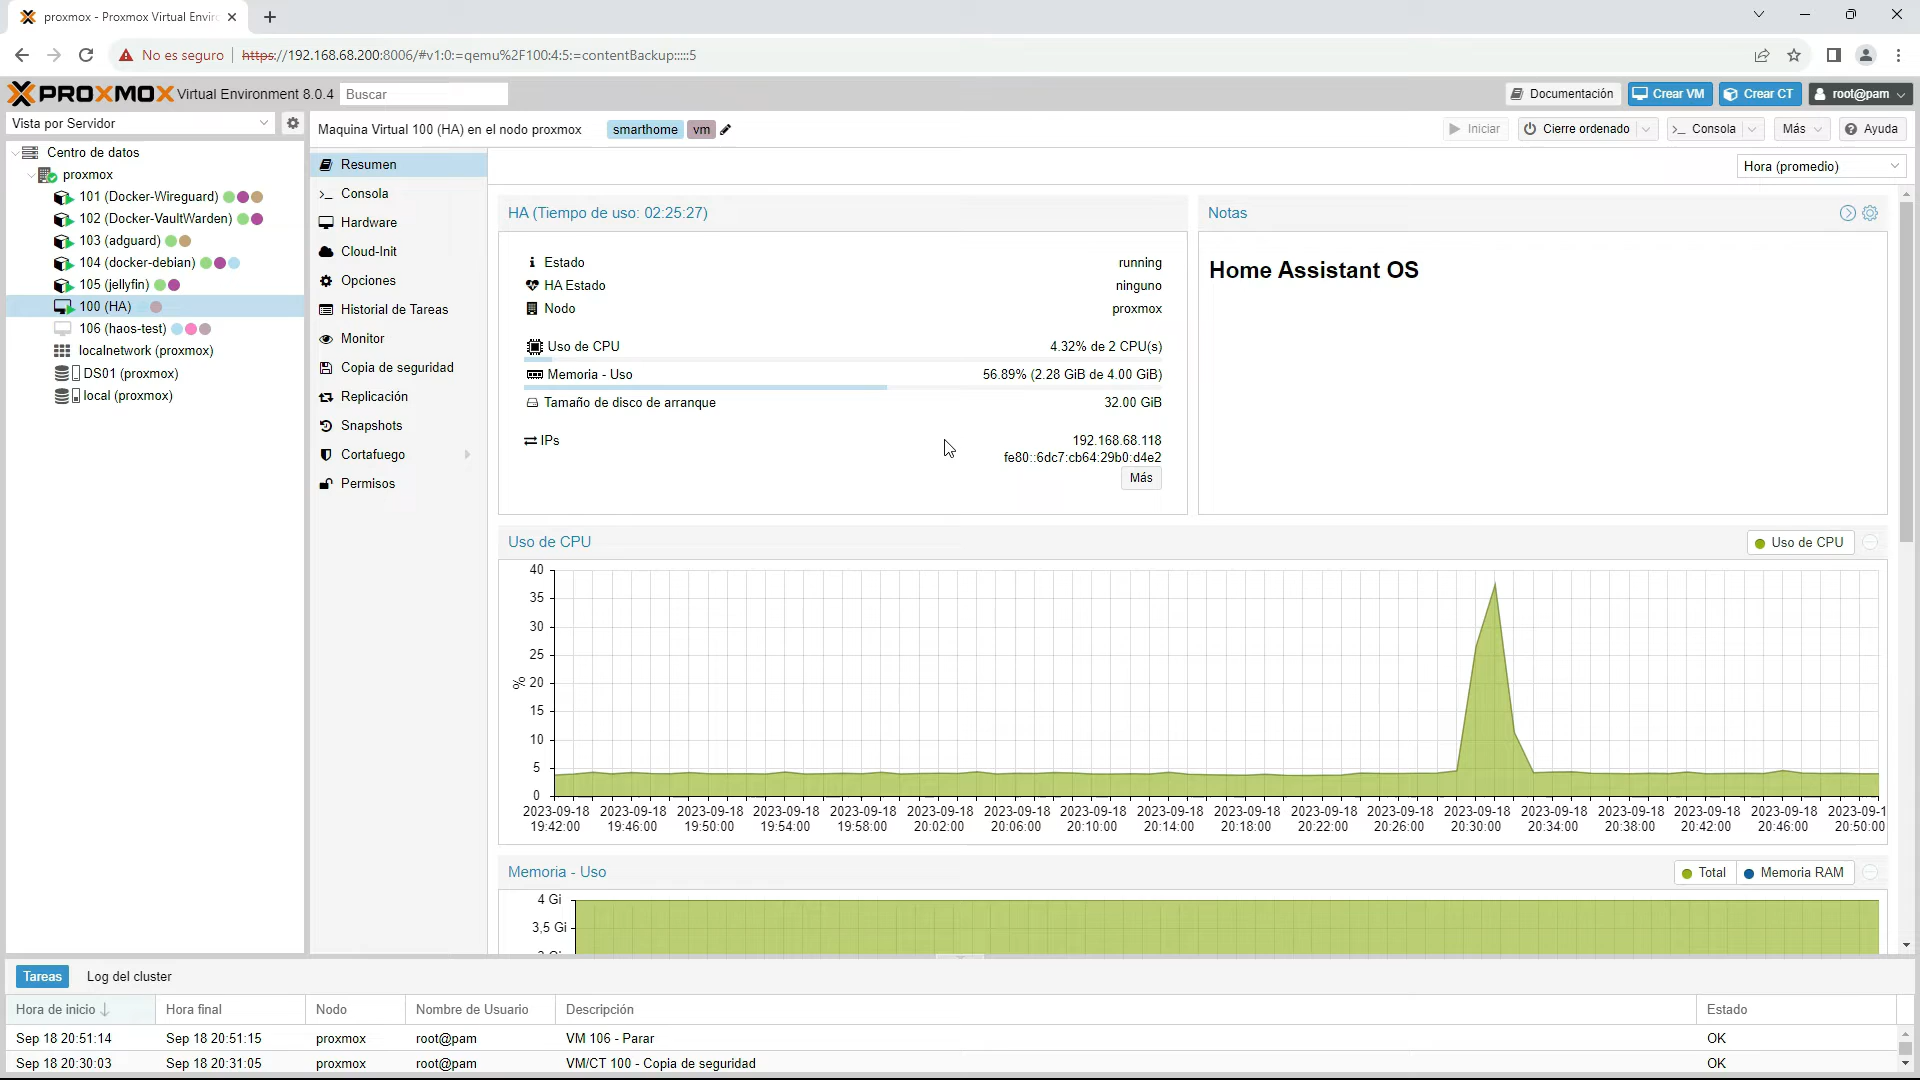 proxmox - Proxmox Virtual Envir
No es seguro
https://192.168.68.200:8006/#v1:0:=qemu%2F100:4:5:=contentBackup:::::5
PROXMOX Virtual Environment 8.0.4
Buscar
Documentación
Crear VM
Crear CT
root@pam
Vista por Servidor
Centro de datos
proxmox
101 (Docker-Wireguard)
102 (Docker-VaultWarden)
103 (adguard)
104 (docker-debian)
105 (jellyfin)
100 (HA)
106 (haos-test)
localnetwork (proxmox)
DS01 (proxmox)
local (proxmox)
Maquina Virtual 100 (HA) en el nodo proxmox
smarthome
vm
Iniciar
Cierre ordenado
Consola
Más
Ayuda
Resumen
Consola
Hardware
Cloud-Init
Opciones
Historial de Tareas
Monitor
Copia de seguridad
Replicación
Snapshots
Cortafuego
Permisos
Hora (promedio)
HA (Tiempo de uso: 02:25:27)
Estado running
HA Estado ninguno
Nodo proxmox
Uso de CPU 4.32% de 2 CPU(s)
Memoria - Uso 56.89% (2.28 GiB de 4.00 GiB)
Tamaño de disco de arranque 32.00 GiB
IPs 192.168.68.118
fe80::6dc7:cb64:29b0:d4e2
Más
Notas
Home Assistant OS
Uso de CPU
Uso de CPU
40
35
30
25
20
15
10
5
0
%
2023-09-18 2023-09-18 2023-09-18 2023-09-18 2023-09-18 2023-09-18 2023-09-18 2023-09-18 2023-09-18 2023-09-18 2023-09-18 2023-09-18 2023-09-18 2023-09-18 2023-09-18 2023-09-18 2023-09-18 2023-09-1
19:42:00 19:46:00 19:50:00 19:54:00 19:58:00 20:02:00 20:06:00 20:10:00 20:14:00 20:18:00 20:22:00 20:26:00 20:30:00 20:34:00 20:38:00 20:42:00 20:46:00 20:50:00
Memoria - Uso
Total
Memoria RAM
4 Gi
3,5 Gi
Tareas
Log del cluster
Hora de inicio Hora final Nodo Nombre de Usuario Descripción Estado
Sep 18 20:51:14 Sep 18 20:51:15 proxmox root@pam VM 106 - Parar OK
Sep 18 20:30:03 Sep 18 20:31:05 proxmox root@pam VM/CT 100 - Copia de seguridad OK